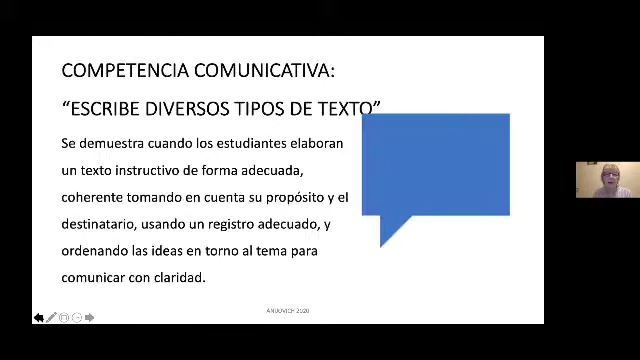 COMPETENCIA COMUNICATIVA:
“ESCRIBE DIVERSOS TIPOS DE TEXTO”
Se demuestra cuando los estudiantes elaboran
un texto instructivo de forma adecuada,
coherente tomando en cuenta su propósito y el
destinatario, usando un registro adecuado, y
ordenando las ideas en torno al tema para
comunicar con claridad.
ANUOVICH 2020